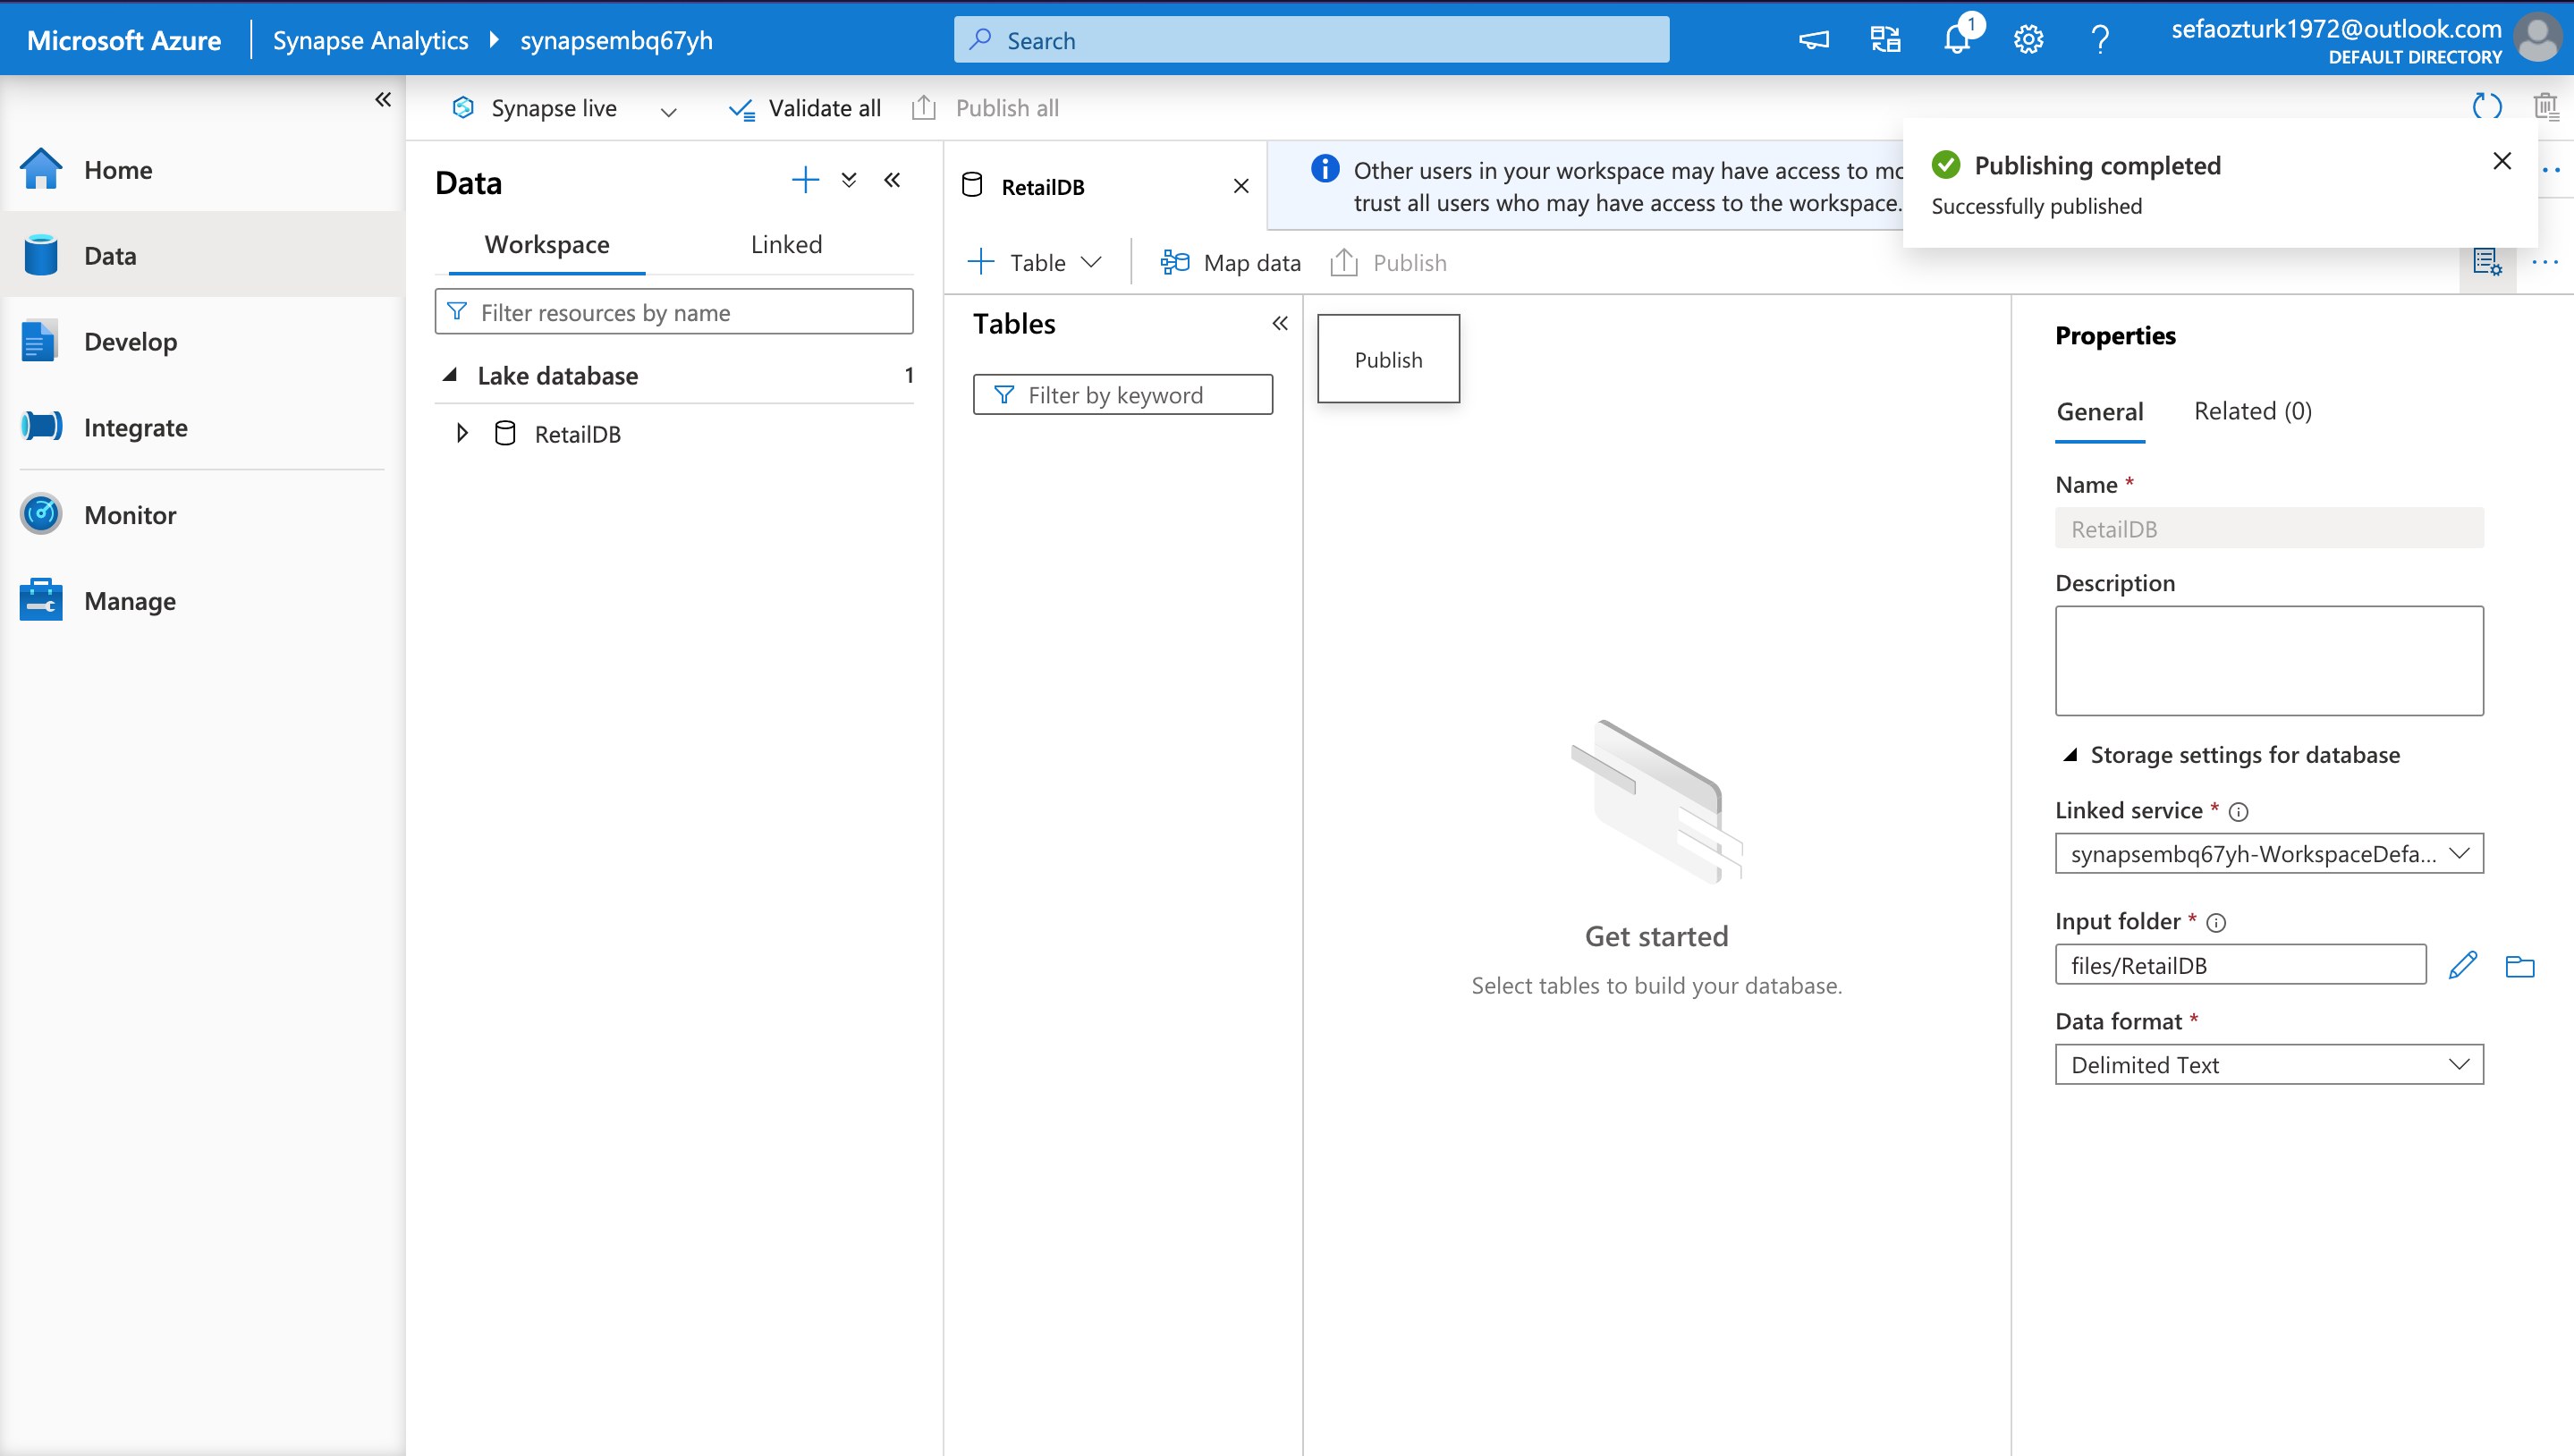 Microsoft Azure
Synapse Analytics
synapsembq67yh
Search
1
sefaozturk1972@outlook.com
DEFAULT DIRECTORY
Synapse live
Validate all
Publish all
Home
Data
Develop
Integrate
Monitor
Manage
Data
Workspace
Linked
Filter resources by name
Lake database
1
RetailDB
RetailDB
Other users in your workspace may have access to mo
trust all users who may have access to the workspace.
Publishing completed
Successfully published
Table
Map data
Publish
Tables
Filter by keyword
Publish
Get started
Select tables to build your database.
Properties
General
Related (0)
Name *
RetailDB
Description
Storage settings for database
Linked service *
synapsembq67yh-WorkspaceDefa...
Input folder *
files/RetailDB
Data format *
Delimited Text